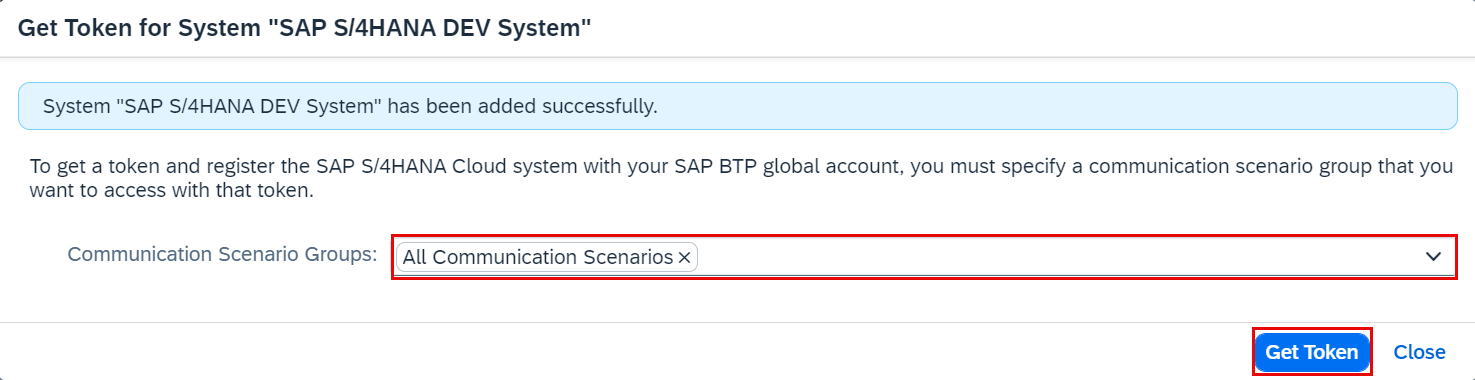 Get Token for System "SAP S/4HANA DEV System"
System "SAP S/4HANA DEV System" has been added successfully.
To get a token and register the SAP S/4HANA Cloud system with your SAP BTP global account, you must specify a communication scenario group that you
want to access with that token.
Communication Scenario Groups: All Communication Scenarios
Get Token Close